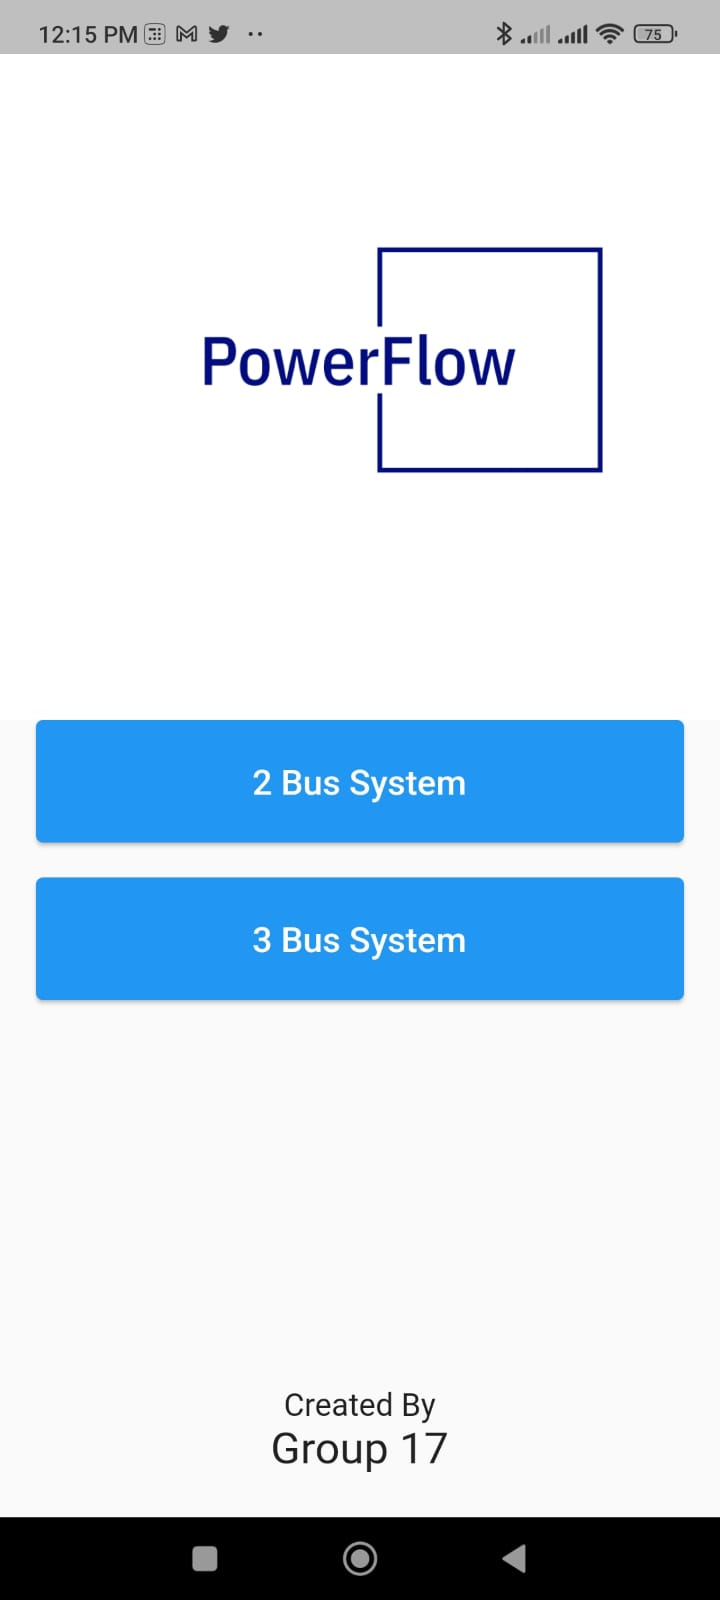 12:15 PM
75
PowerFlow
2 Bus System
3 Bus System
Created By
Group 17